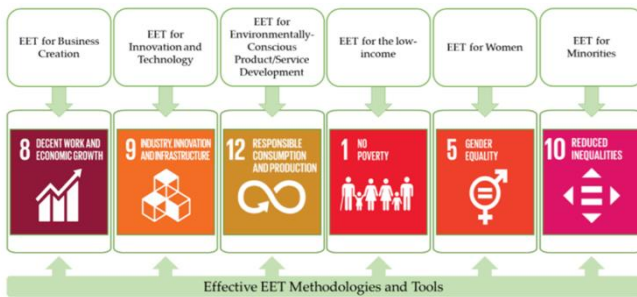 EET for Business
Creation
EET for
Innovation and
Technology
EET for
Environmentally-
Conscious
Product/Service
Development
EET for the low-
income
EET for Women
EET for
Minorities
8 DECENT WORK AND
ECONOMIC GROWTH
9 INDUSTRY, INNOVATION
AND INFRASTRUCTURE
12 RESPONSIBLE
CONSUMPTION
AND PRODUCTION
1 NO
POVERTY
5 GENDER
EQUALITY
10 REDUCED
INEQUALITIES
Effective EET Methodologies and Tools